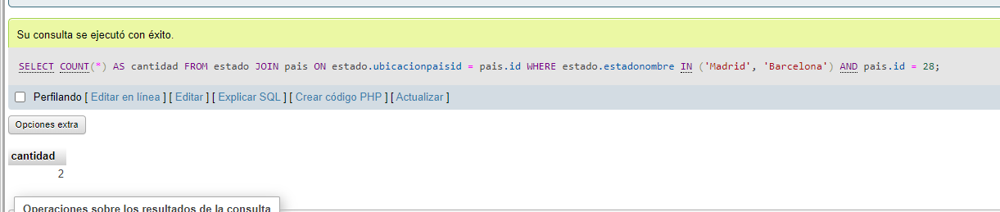 Su consulta se ejecutó con éxito.
SELECT COUNT(*) AS cantidad FROM estado JOIN pais ON estado.ubicacionpaisid = pais.id WHERE estado.estadonombre IN ('Madrid', 'Barcelona') AND pais.id = 28;
Perfilando [ Editar en línea ] [ Editar ] [ Explicar SQL ] [ Crear código PHP ] [ Actualizar ]
Opciones extra
cantidad
2
Operaciones sobre los resultados de la consulta